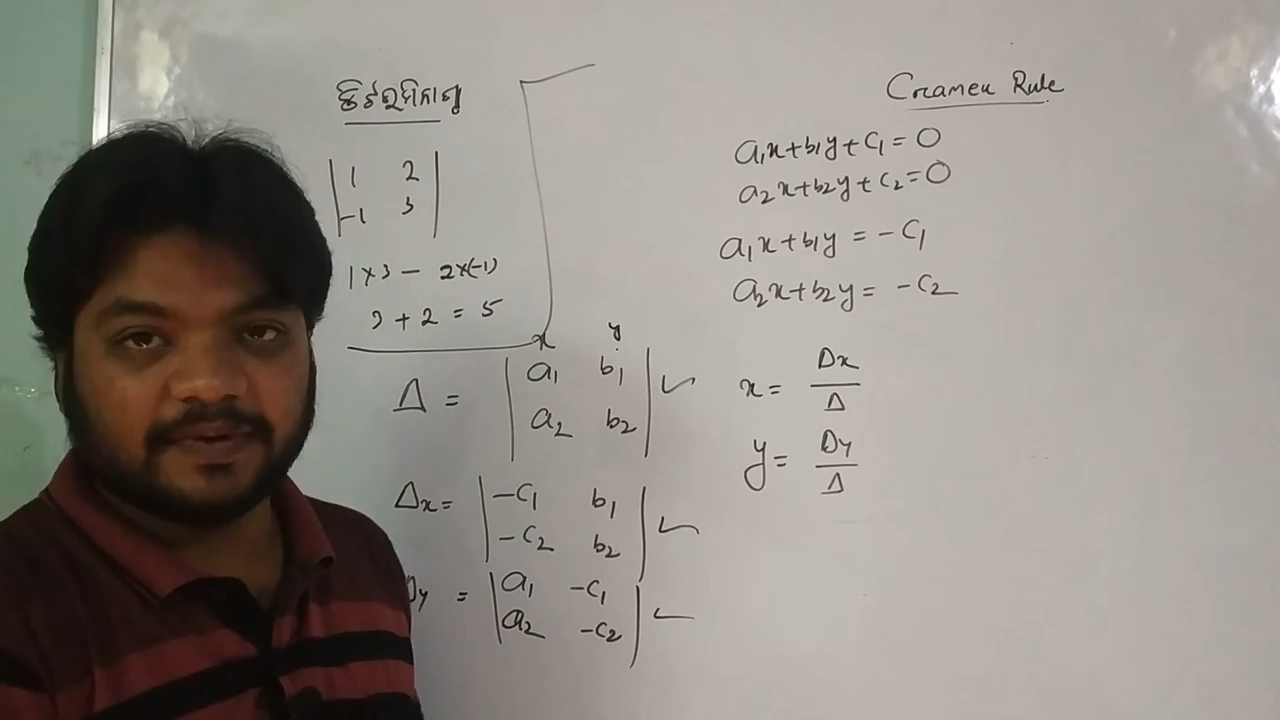 ଡିଟରମିନାଣ୍ଟ
| 1 2 |
| -1 3 |
1×3 − 2×(-1)
3 + 2 = 5
x y
Δ = | a₁ b₁ | ✓
| a₂ b₂ |
Δx = | -c₁ b₁ | ✓
| -c₂ b₂ |
Dy = | a₁ -c₁ | ✓
| a₂ -c₂ |
Cramer Rule
a₁x+b₁y+c₁=0
a₂x+b₂y+c₂=0
a₁x+b₁y = -c₁
a₂x+b₂y = -c₂
x = Dx/Δ
y = Dy/Δ